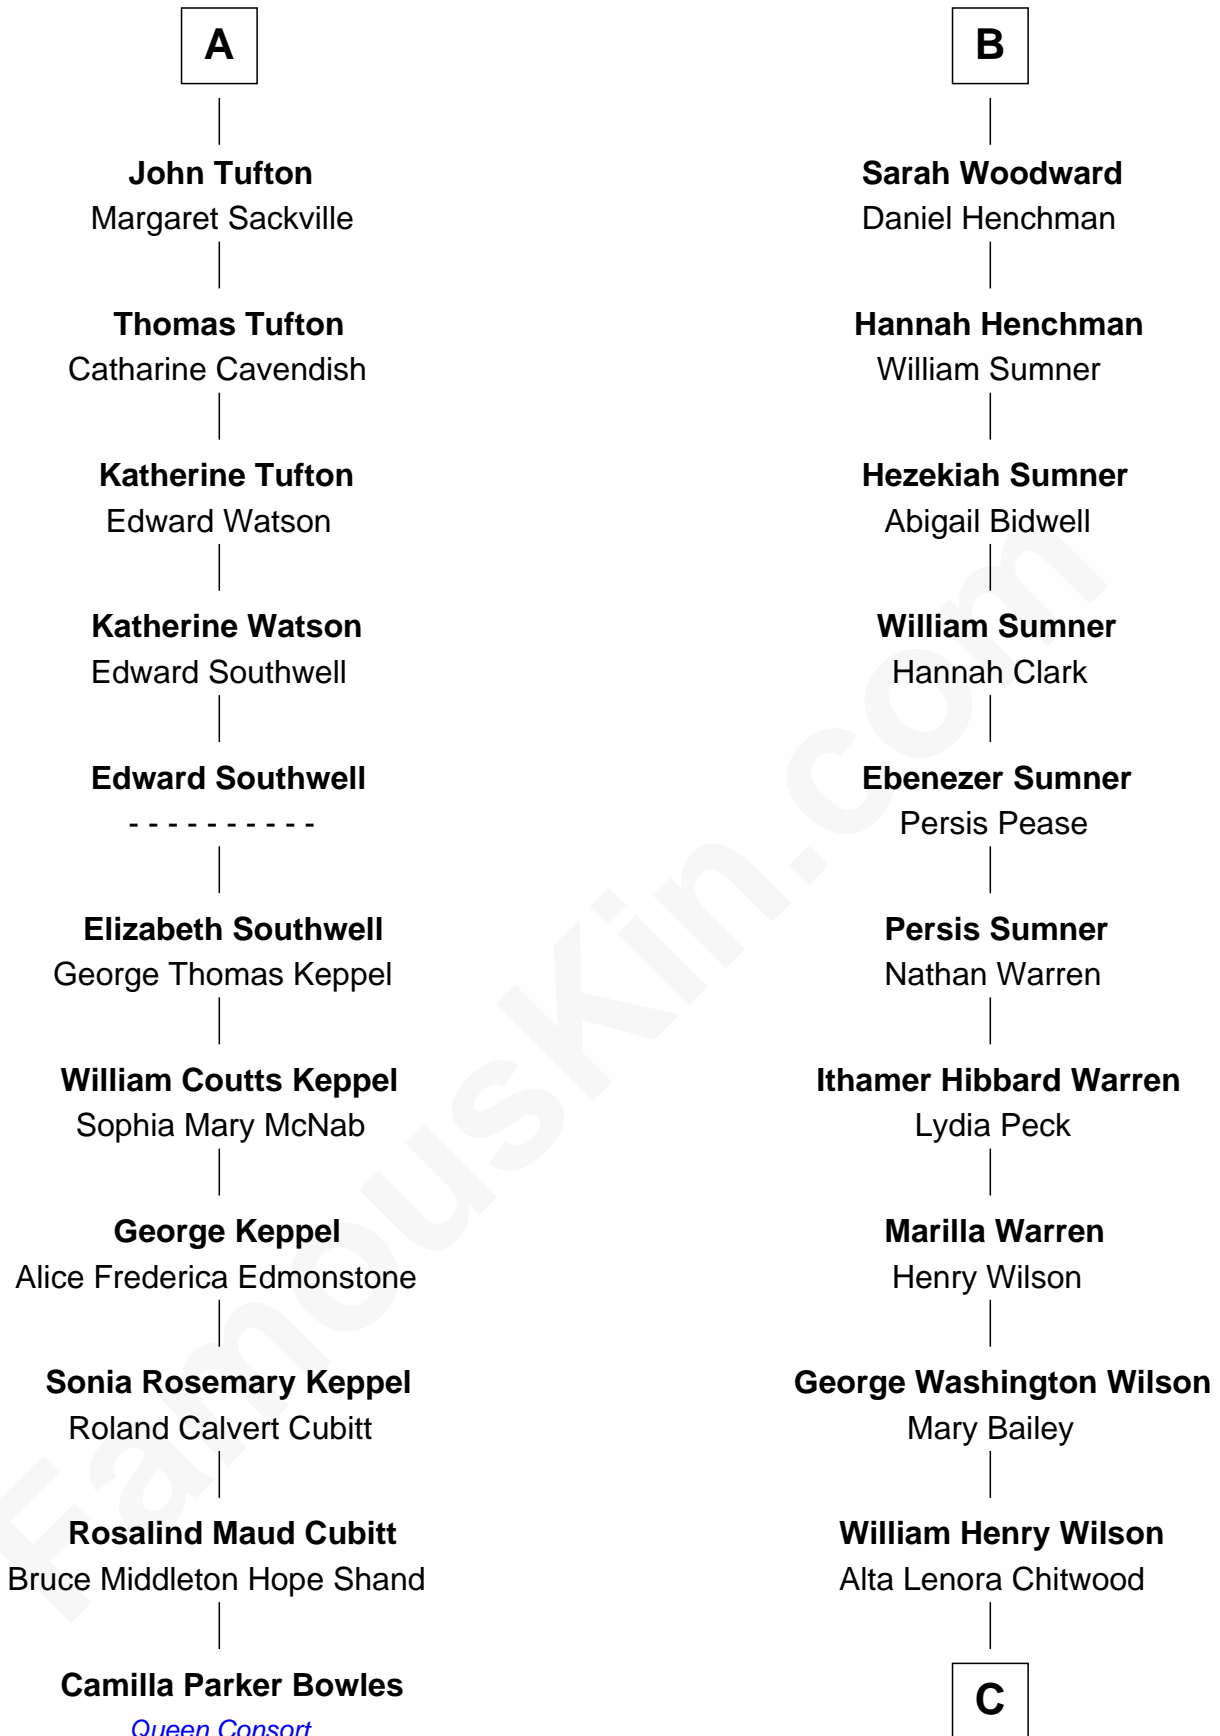 A
John Tufton
Margaret Sackville
Thomas Tufton
Catharine Cavendish
Katherine Tufton
Edward Watson
Katherine Watson
Edward Southwell
Edward Southwell
- - - - - - - - - -
Elizabeth Southwell
George Thomas Keppel
William Coutts Keppel
Sophia Mary McNab
George Keppel
Alice Frederica Edmonstone
Sonia Rosemary Keppel
Roland Calvert Cubitt
Rosalind Maud Cubitt
Bruce Middleton Hope Shand
Camilla Parker Bowles
Queen Consort
B
Sarah Woodward
Daniel Henchman
Hannah Henchman
William Sumner
Hezekiah Sumner
Abigail Bidwell
William Sumner
Hannah Clark
Ebenezer Sumner
Persis Pease
Persis Sumner
Nathan Warren
Ithamer Hibbard Warren
Lydia Peck
Marilla Warren
Henry Wilson
George Washington Wilson
Mary Bailey
William Henry Wilson
Alta Lenora Chitwood
C
FamousKin.com